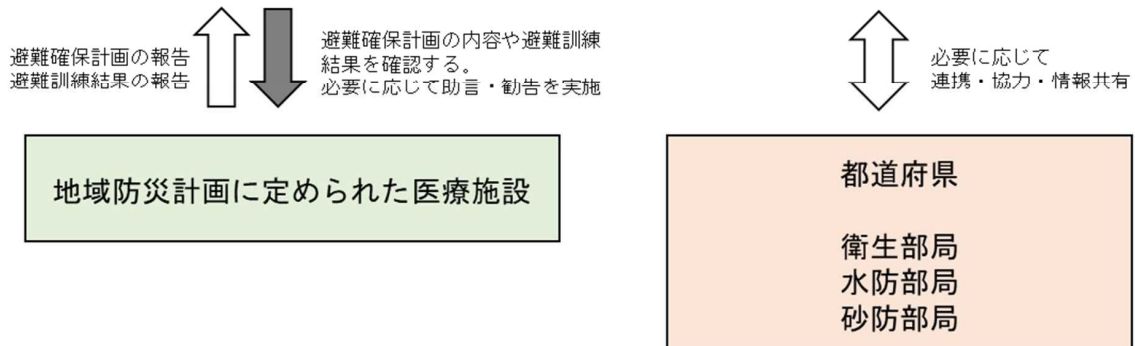 避難確保計画の報告
避難訓練結果の報告
避難確保計画の内容や避難訓練
結果を確認する。
必要に応じて助言・勧告を実施
必要に応じて
連携・協力・情報共有
地域防災計画に定められた医療施設
都道府県
衛生部局
水防部局
砂防部局